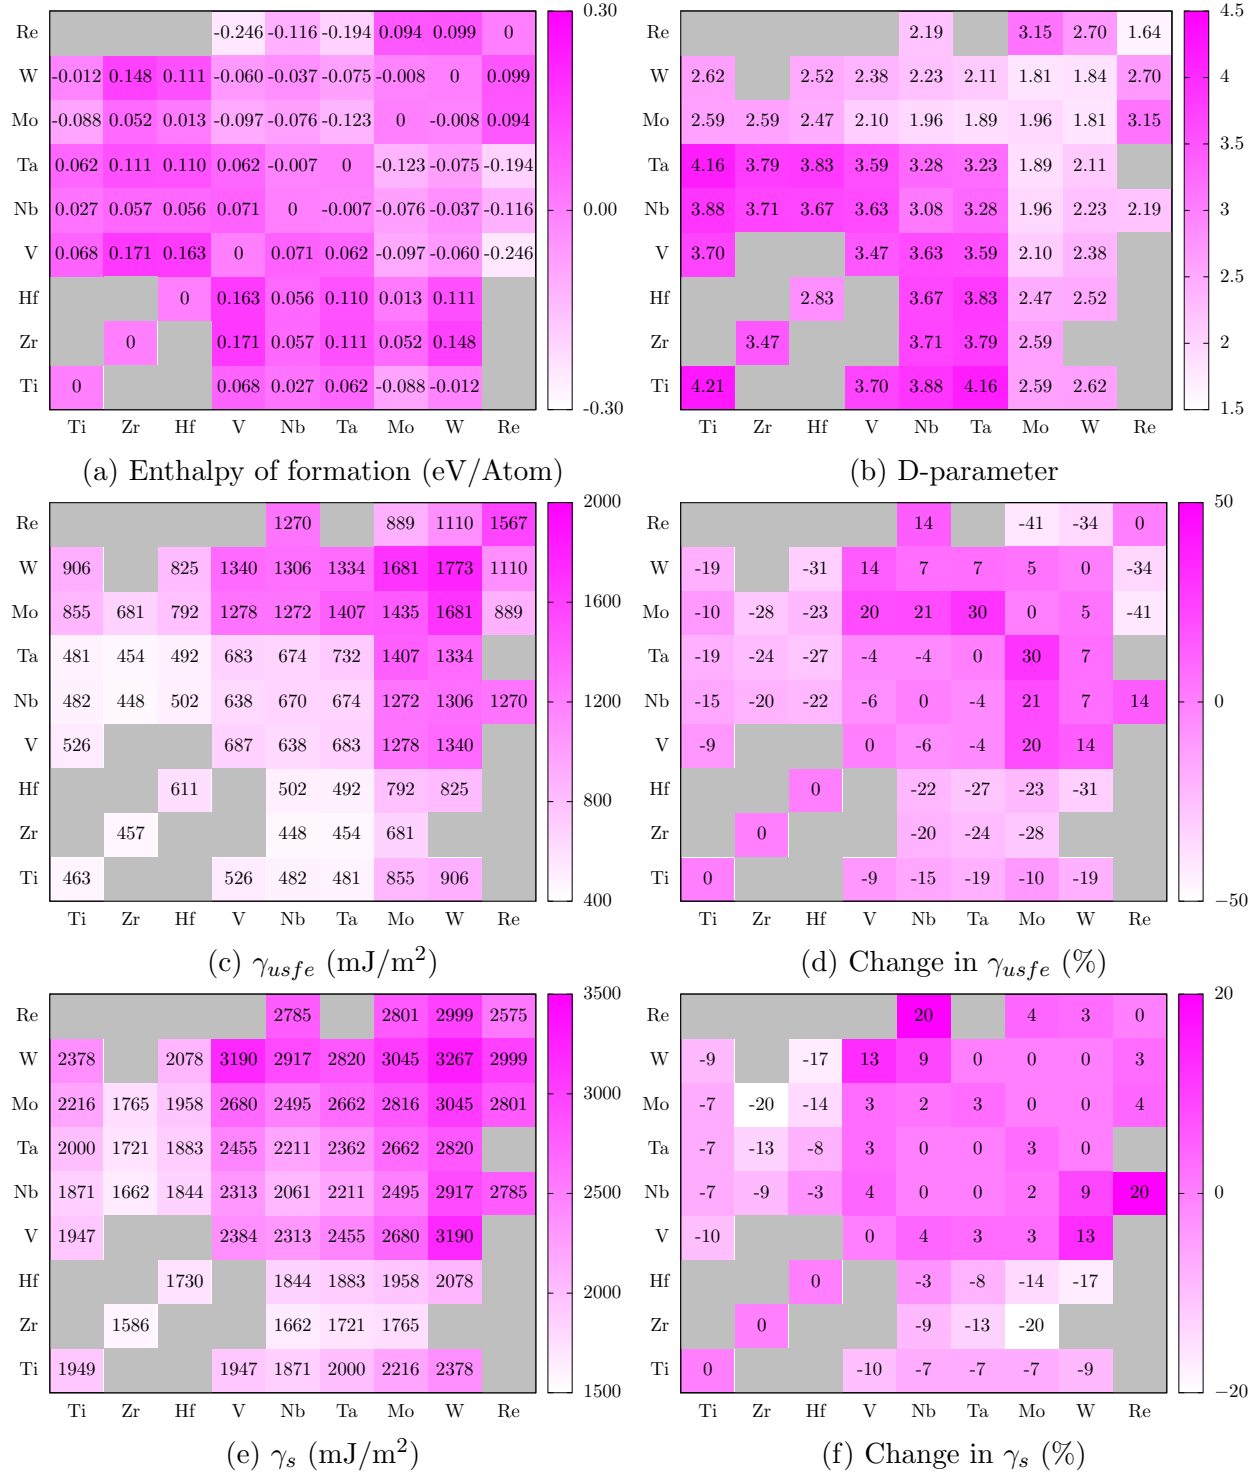 Re -0.246 -0.116 -0.194 0.094 0.099 0 0.30
W -0.012 0.148 0.111 -0.060 -0.037 -0.075 -0.008 0 0.099
Mo -0.088 0.052 0.013 -0.097 -0.076 -0.123 0 -0.008 0.094
Ta 0.062 0.111 0.110 0.062 -0.007 0 -0.123 -0.075 -0.194
Nb 0.027 0.057 0.056 0.071 0 -0.007 -0.076 -0.037 -0.116 0.00
V 0.068 0.171 0.163 0 0.071 0.062 -0.097 -0.060 -0.246
Hf 0 0.163 0.056 0.110 0.013 0.111
Zr 0 0.171 0.057 0.111 0.052 0.148
Ti 0 0.068 0.027 0.062 -0.088 -0.012 -0.30
Ti Zr Hf V Nb Ta Mo W Re
(a) Enthalpy of formation (eV/Atom)
Re 2.19 3.15 2.70 1.64 4.5
W 2.62 2.52 2.38 2.23 2.11 1.81 1.84 2.70 4
Mo 2.59 2.59 2.47 2.10 1.96 1.89 1.96 1.81 3.15 3.5
Ta 4.16 3.79 3.83 3.59 3.28 3.23 1.89 2.11
Nb 3.88 3.71 3.67 3.63 3.08 3.28 1.96 2.23 2.19 3
V 3.70 3.47 3.63 3.59 2.10 2.38 2.5
Hf 2.83 3.67 3.83 2.47 2.52
Zr 3.47 3.71 3.79 2.59 2
Ti 4.21 3.70 3.88 4.16 2.59 2.62 1.5
Ti Zr Hf V Nb Ta Mo W Re
(b) D-parameter
Re 1270 889 1110 1567 2000
W 906 825 1340 1306 1334 1681 1773 1110
Mo 855 681 792 1278 1272 1407 1435 1681 889 1600
Ta 481 454 492 683 674 732 1407 1334
Nb 482 448 502 638 670 674 1272 1306 1270 1200
V 526 687 638 683 1278 1340
Hf 611 502 492 792 825 800
Zr 457 448 454 681
Ti 463 526 482 481 855 906 400
Ti Zr Hf V Nb Ta Mo W Re
(c) γusfe (mJ/m²)
Re 14 -41 -34 0 50
W -19 -31 14 7 7 5 0 -34
Mo -10 -28 -23 20 21 30 0 5 -41
Ta -19 -24 -27 -4 -4 0 30 7
Nb -15 -20 -22 -6 0 -4 21 7 14 0
V -9 0 -6 -4 20 14
Hf 0 -22 -27 -23 -31
Zr 0 -20 -24 -28
Ti 0 -9 -15 -19 -10 -19 −50
Ti Zr Hf V Nb Ta Mo W Re
(d) Change in γusfe (%)
Re 2785 2801 2999 2575 3500
W 2378 2078 3190 2917 2820 3045 3267 2999
Mo 2216 1765 1958 2680 2495 2662 2816 3045 2801 3000
Ta 2000 1721 1883 2455 2211 2362 2662 2820
Nb 1871 1662 1844 2313 2061 2211 2495 2917 2785 2500
V 1947 2384 2313 2455 2680 3190
Hf 1730 1844 1883 1958 2078 2000
Zr 1586 1662 1721 1765
Ti 1949 1947 1871 2000 2216 2378 1500
Ti Zr Hf V Nb Ta Mo W Re
(e) γs (mJ/m²)
Re 20 4 3 0 20
W -9 -17 13 9 0 0 0 3
Mo -7 -20 -14 3 2 3 0 0 4
Ta -7 -13 -8 3 0 0 3 0
Nb -7 -9 -3 4 0 0 2 9 20 0
V -10 0 4 3 3 13
Hf 0 -3 -8 -14 -17
Zr 0 -9 -13 -20
Ti 0 -10 -7 -7 -7 -9 −20
Ti Zr Hf V Nb Ta Mo W Re
(f) Change in γs (%)